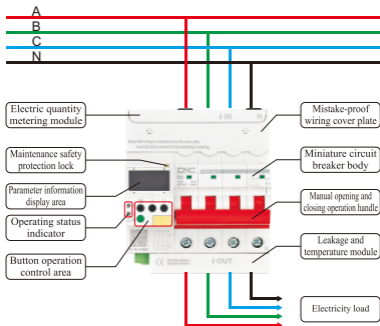 A
B
C
N
IN
N
Electric quantity
metering module
Mistake-proof
wiring cover plate
Maintenance safety
protection lock
CNC
Miniature circuit
breaker body
Parameter information
display area
Manual opening and
closing operation handle
Operating status
indicator
Leakage and
temperature module
Button operation
control area
OUT
Electricity load